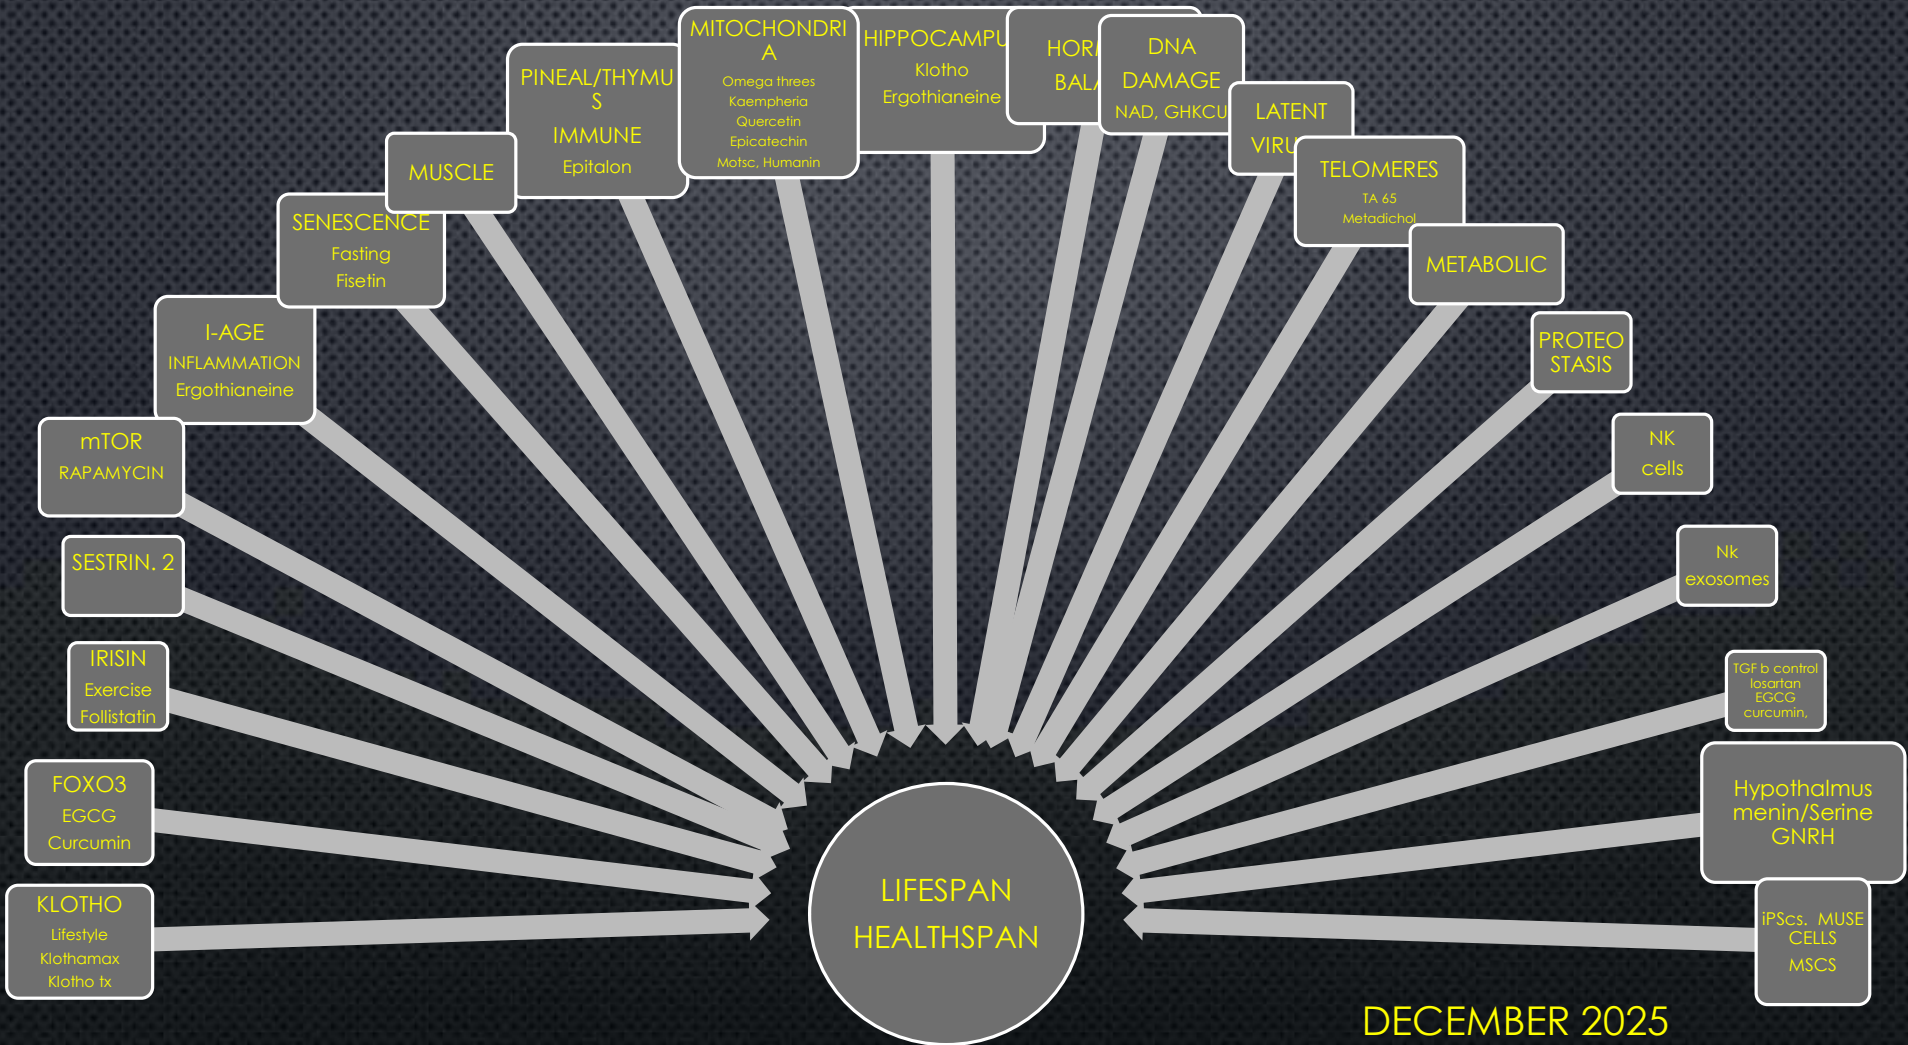 KLOTHO
Lifestyle
Klothamax
Klotho tx
FOXO3
EGCG
Curcumin
IRISIN
Exercise
Follistatin
SESTRIN. 2
mTOR
RAPAMYCIN
I-AGE
INFLAMMATION
Ergothianeine
SENESCENCE
Fasting
Fisetin
MUSCLE
PINEAL/THYMU
S
IMMUNE
Epitalon
MITOCHONDRI
A
Omega threes
Kaempheria
Quercetin
Epicatechin
Motsc, Humanin
HIPPOCAMPU
Klotho
Ergothianeine
HOR
BAL
DNA
DAMAGE
NAD, GHKCU
LATENT
VIRU
TELOMERES
TA 65
Metadichol
METABOLIC
PROTEO
STASIS
NK
cells
Nk
exosomes
TGF b control
losartan
EGCG
curcumin,
Hypothalmus
menin/Serine
GNRH
iPScs. MUSE
CELLS
MSCS
LIFESPAN
HEALTHSPAN
DECEMBER 2025